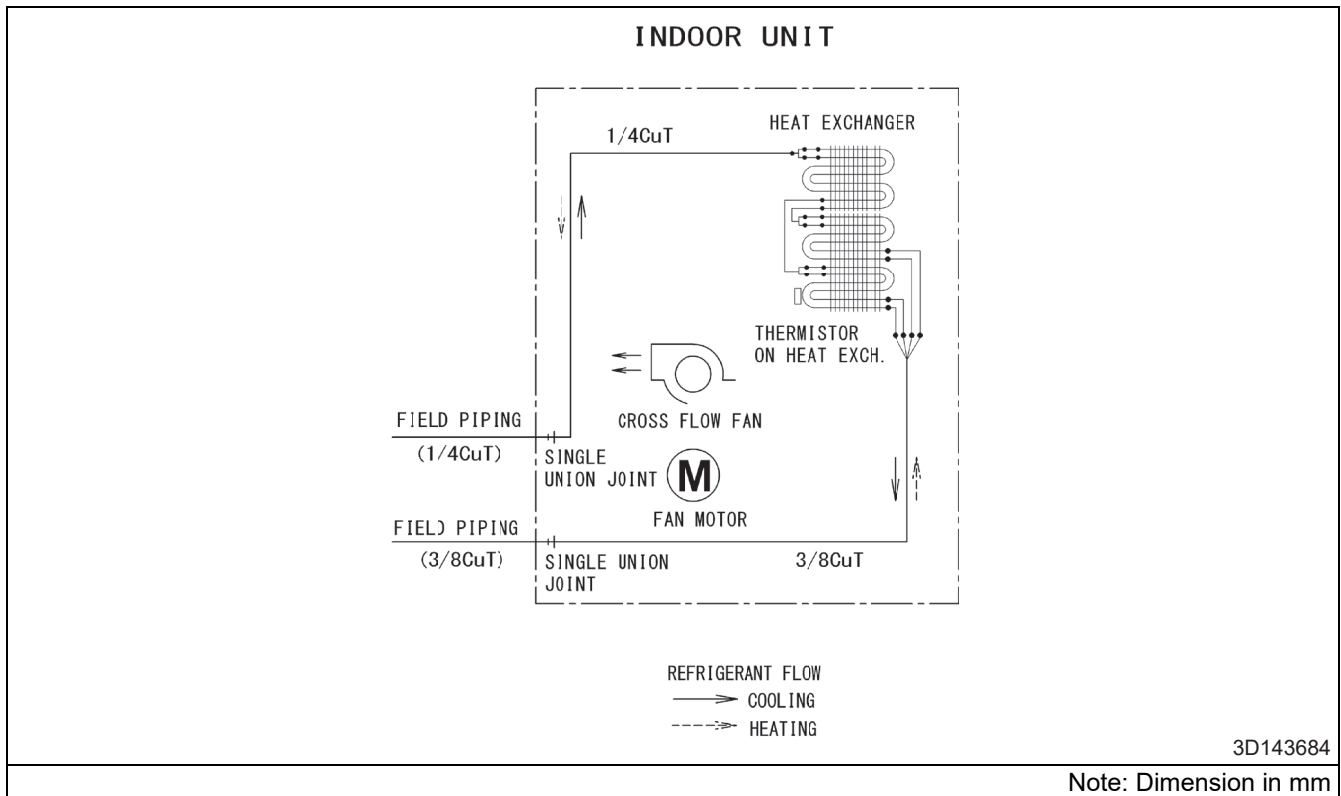 INDOOR UNIT
HEAT EXCHANGER
1/4CuT
THERMISTOR
ON HEAT EXCH.
CROSS FLOW FAN
FIELD PIPING
(1/4CuT)
SINGLE
UNION JOINT
M
FAN MOTOR
FIELD PIPING
(3/8CuT)
SINGLE UNION
JOINT
3/8CuT
REFRIGERANT FLOW
COOLING
HEATING
3D143684
Note: Dimension in mm